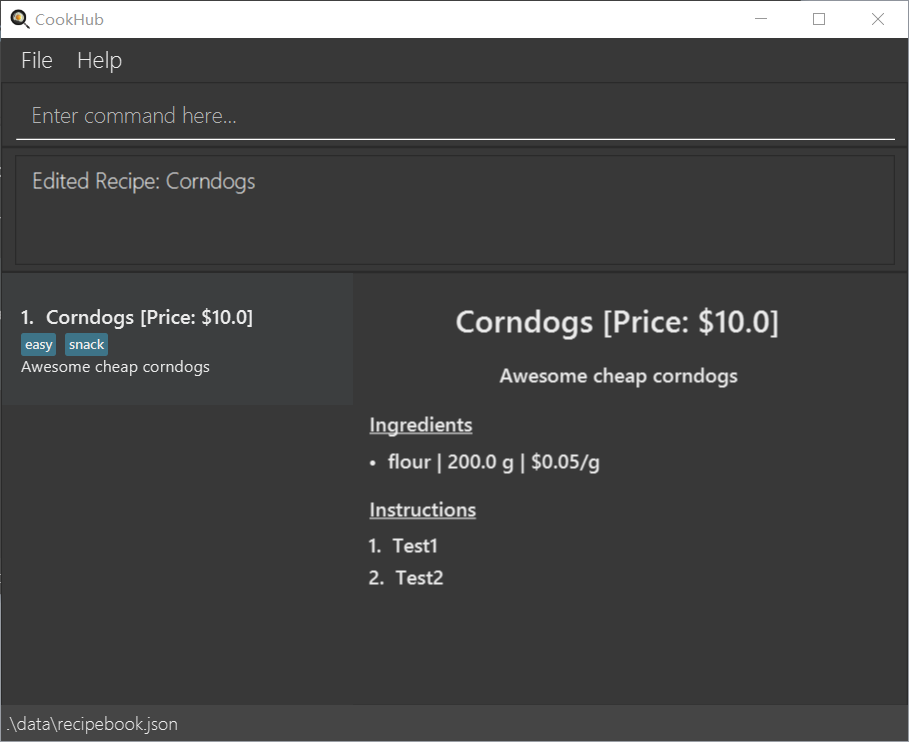 CookHub
File Help
Enter command here...
Edited Recipe: Corndogs
1. Corndogs [Price: $10.0]
easy snack
Awesome cheap corndogs
Corndogs [Price: $10.0]
Awesome cheap corndogs
Ingredients
• flour | 200.0 g | $0.05/g
Instructions
1. Test1
2. Test2
.\data\recipebook.json